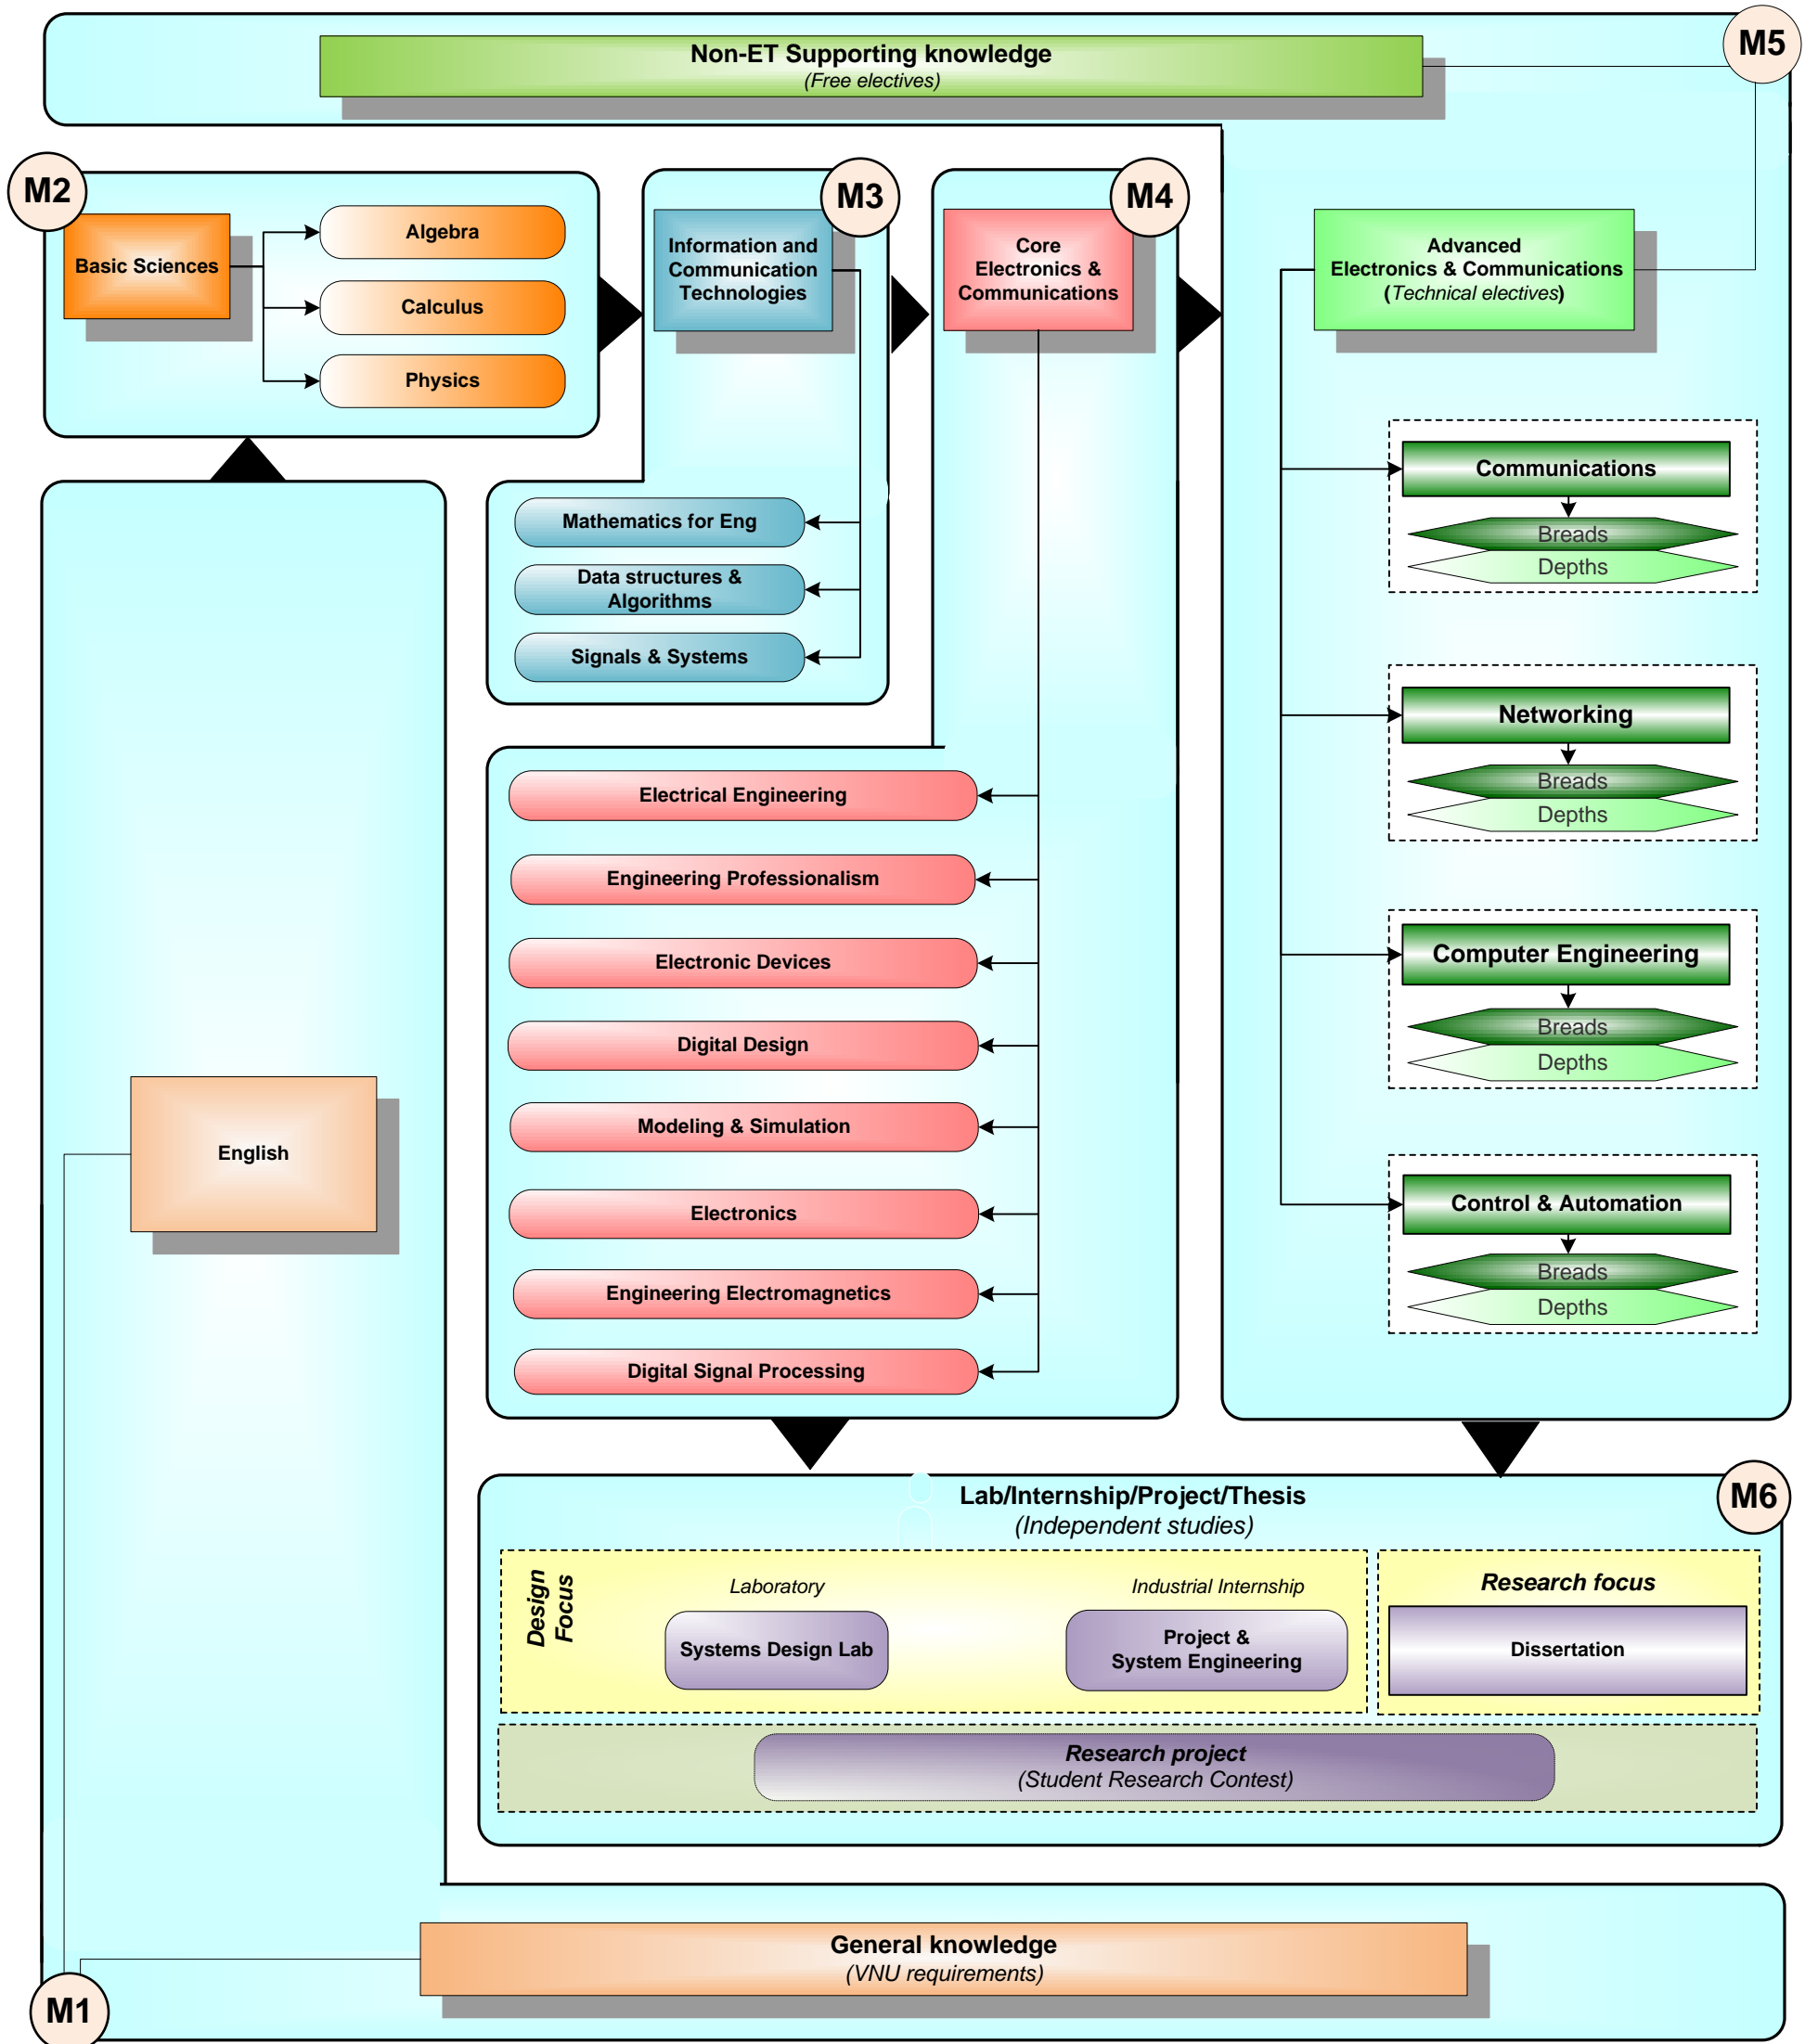 Non-ET Supporting knowledge
(Free electives)
M5
M2
Basic Sciences
Algebra
Calculus
Physics
M3
Information and
Communication
Technologies
Mathematics for Eng
Data structures &
Algorithms
Signals & Systems
M4
Core
Electronics &
Communications
Electrical Engineering
Engineering Professionalism
Electronic Devices
Digital Design
Modeling & Simulation
Electronics
Engineering Electromagnetics
Digital Signal Processing
Advanced
Electronics & Communications
(Technical electives)
Communications
Breads
Depths
Networking
Breads
Depths
Computer Engineering
Breads
Depths
Control & Automation
Breads
Depths
English
M6
Lab/Internship/Project/Thesis
(Independent studies)
Design
Focus
Laboratory
Systems Design Lab
Industrial Internship
Project &
System Engineering
Research focus
Dissertation
Research project
(Student Research Contest)
General knowledge
(VNU requirements)
M1